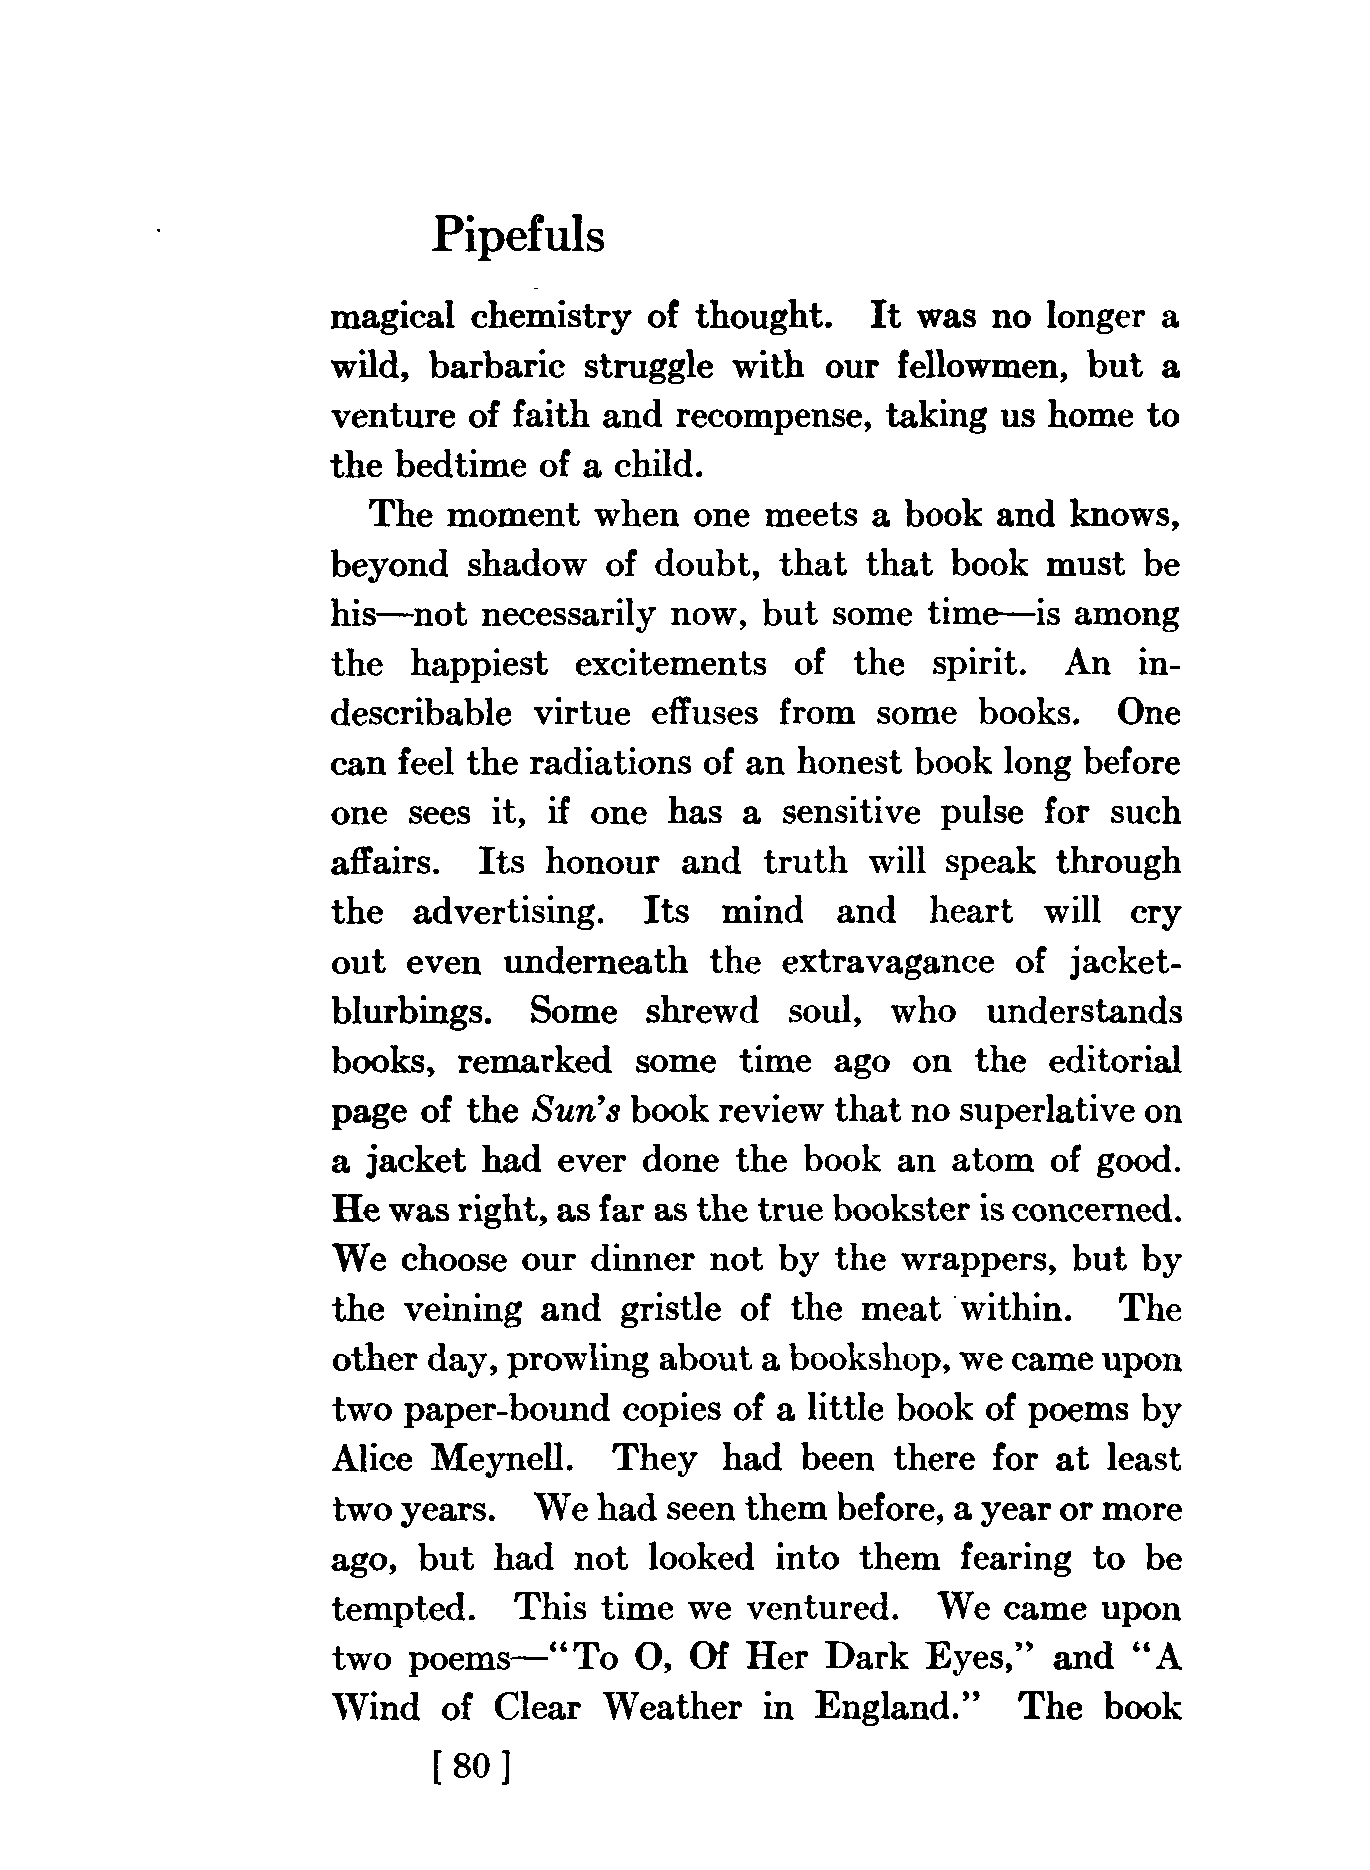 Pipefuls
magical chemistry of thought. It was no longer a
wild, barbaric struggle with our fellowmen, but a
venture of faith and recompense, taking us home to
the bedtime of a child.
The moment when one meets a book and knows,
beyond shadow of doubt, that that book must be
his—not necessarily now, but some time—is among
the happiest excitements of the spirit. An in-
describable virtue effuses from some books. One
can feel the radiations of an honest book long before
one sees it, if one has a sensitive pulse for such
affairs. Its honour and truth will speak through
the advertising. Its mind and heart will cry
out even underneath the extravagance of jacket-
blurbings. Some shrewd soul, who understands
books, remarked some time ago on the editorial
page of the Sun's book review that no superlative on
a jacket had ever done the book an atom of good.
He was right, as far as the true bookster is concerned.
We choose our dinner not by the wrappers, but by
the veining and gristle of the meat within. The
other day, prowling about a bookshop, we came upon
two paper-bound copies of a little book of poems by
Alice Meynell. They had been there for at least
two years. We had seen them before, a year or more
ago, but had not looked into them fearing to be
tempted. This time we ventured. We came upon
two poems—"To O, Of Her Dark Eyes," and "A
Wind of Clear Weather in England." The book
[ 80 ]